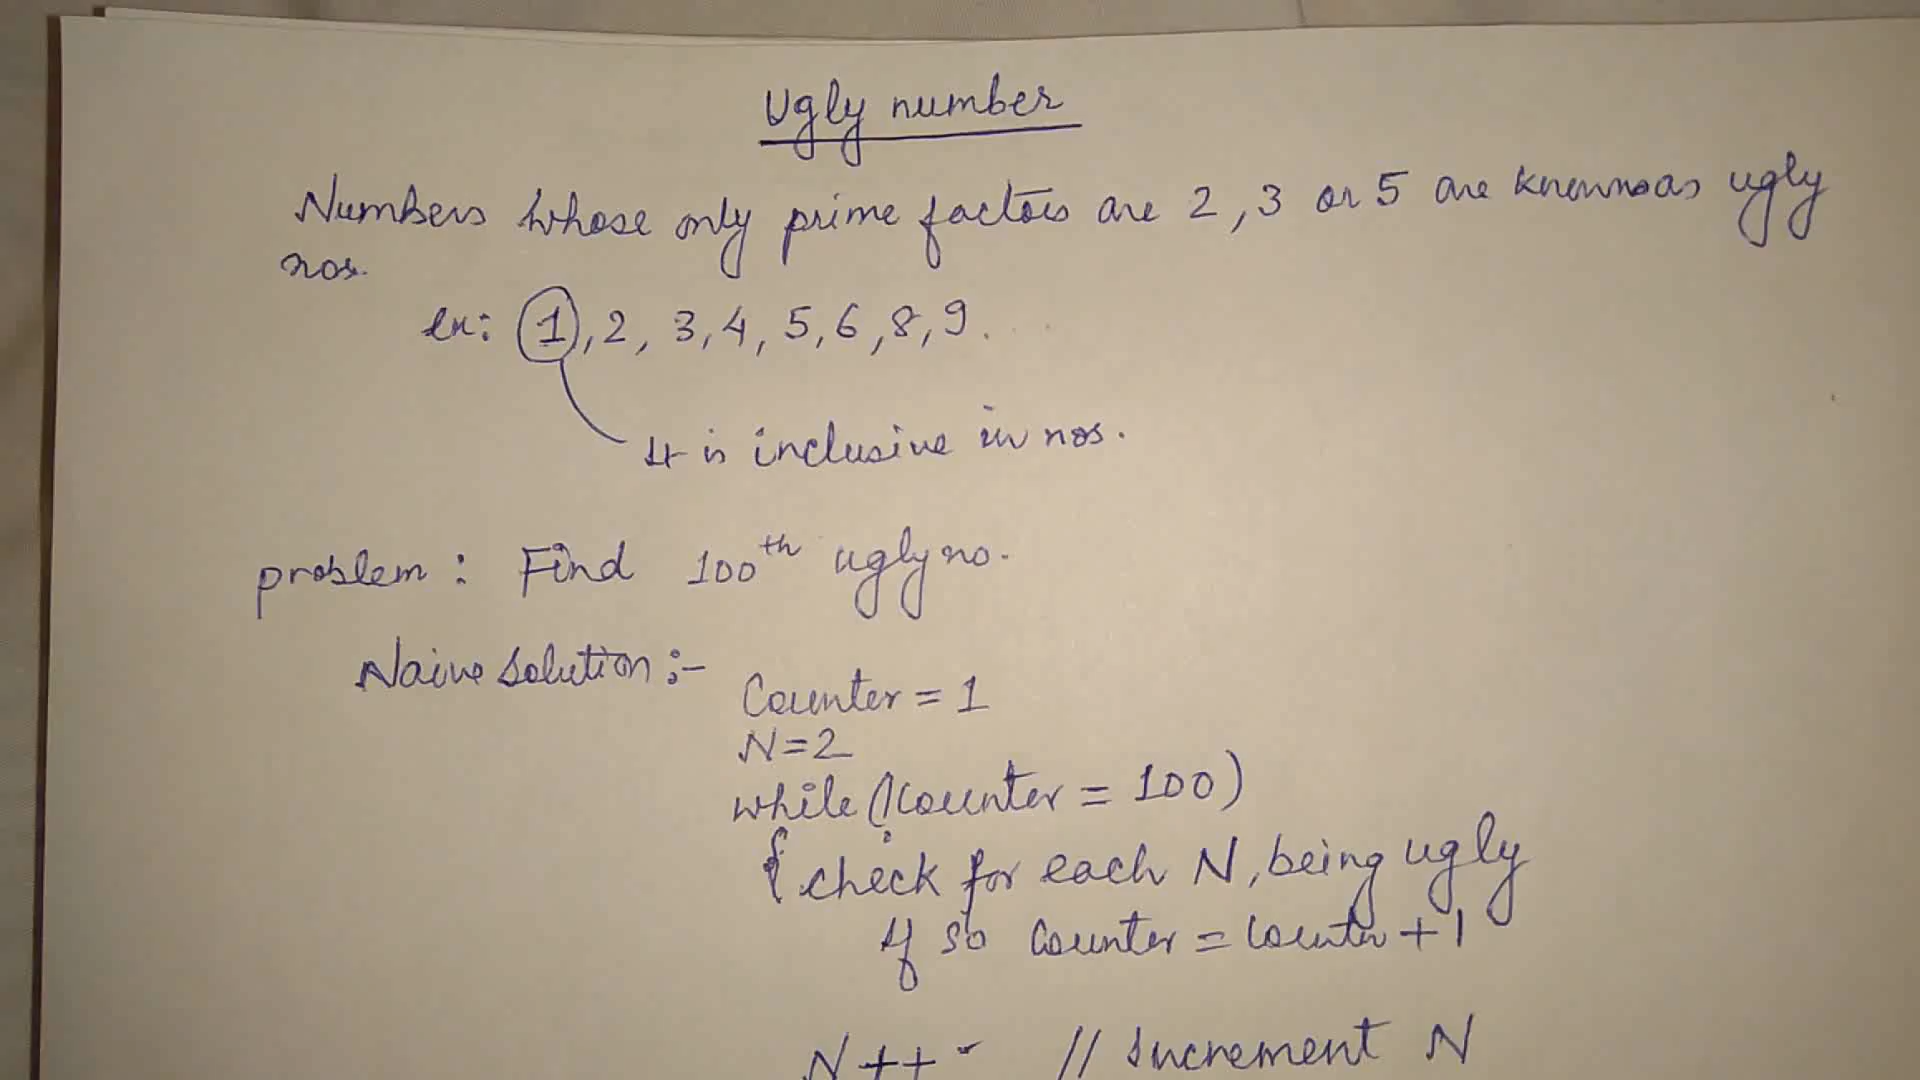 Ugly number
Numbers whose only prime factors are 2, 3 or 5 are known as ugly
nos.
ex: 1, 2, 3, 4, 5, 6, 8, 9. . .
It is inclusive in nos.
problem: Find 100th ugly no.
Naive Solution :-
Counter = 1
N=2
while (!counter = 100)
{ check for each N, being ugly
If so counter = counter + 1
N++ // Increment N